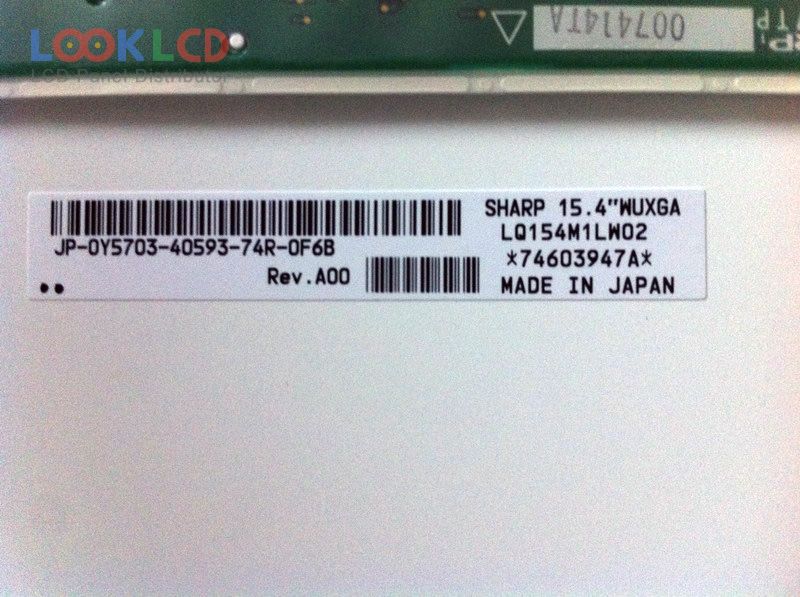 LOOKLCD
LCD Panel Distributor
007414TA
SHARP 15.4"WUXGA
JP-0Y5703-40593-74R-0F6B
LQ154M1LW02
Rev.A00
*74603947A*
MADE IN JAPAN